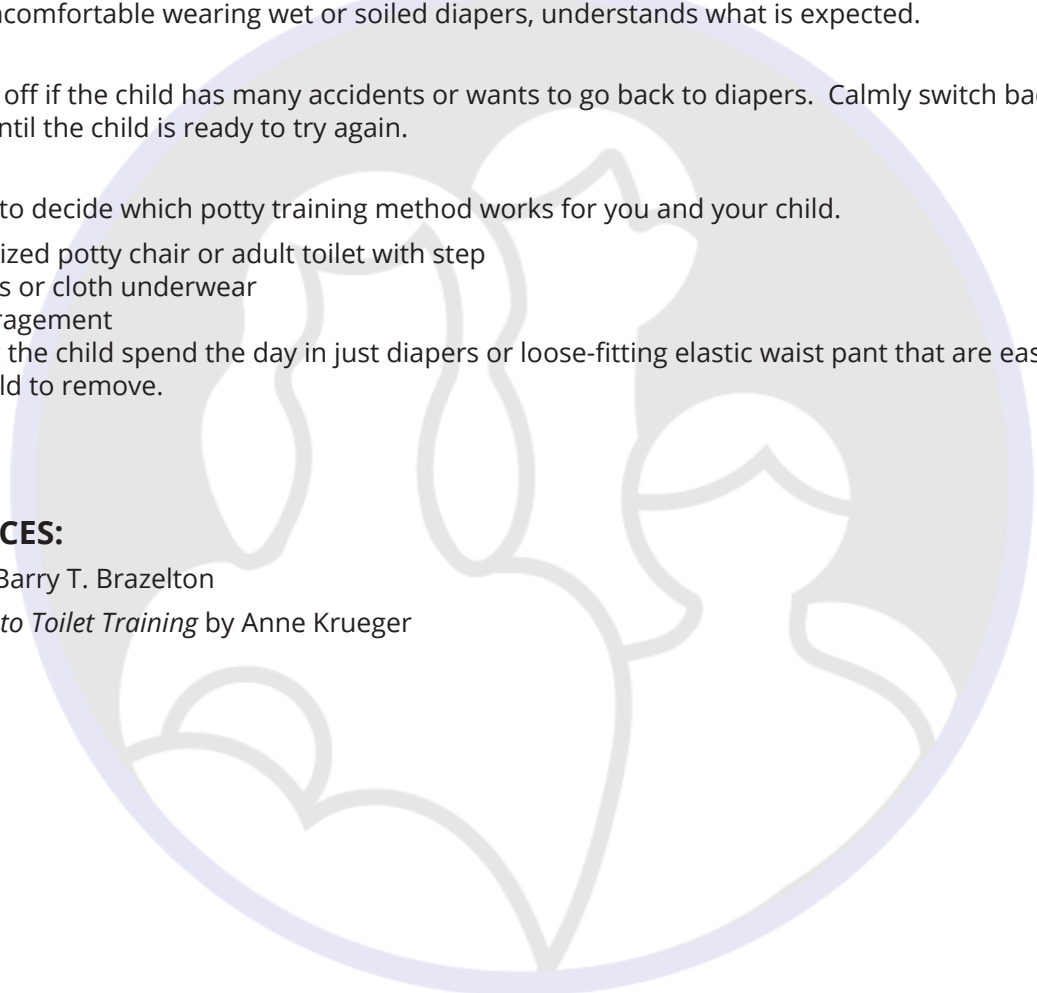 ncomfortable wearing wet or soiled diapers, understands what is expected.
off if the child has many accidents or wants to go back to diapers.  Calmly switch ba
ntil the child is ready to try again.
to decide which potty training method works for you and your child.
ized potty chair or adult toilet with step
s or cloth underwear
ragement
the child spend the day in just diapers or loose-fitting elastic waist pant that are eas
ld to remove.
CES:
Barry T. Brazelton
to Toilet Training by Anne Krueger